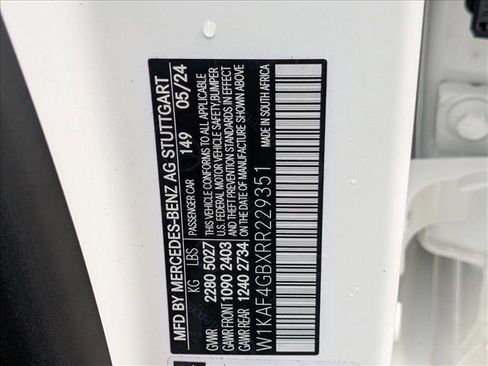 MFD BY MERCEDES-BENZ AG STUTTGART
PASSENGER CAR 149 05/24
KG LBS
GVWR 2280 5027
GAWR FRONT 1090 2403
GAWR REAR 1240 2734
THIS VEHICLE CONFORMS TO ALL APPLICABLE
U.S. FEDERAL MOTOR VEHICLE SAFETY,BUMPER
AND THEFT PREVENTION STANDARDS IN EFFECT
ON THE DATE OF MANUFACTURE SHOWN ABOVE
MADE IN SOUTH AFRICA
W1KAF4GBXRR229351